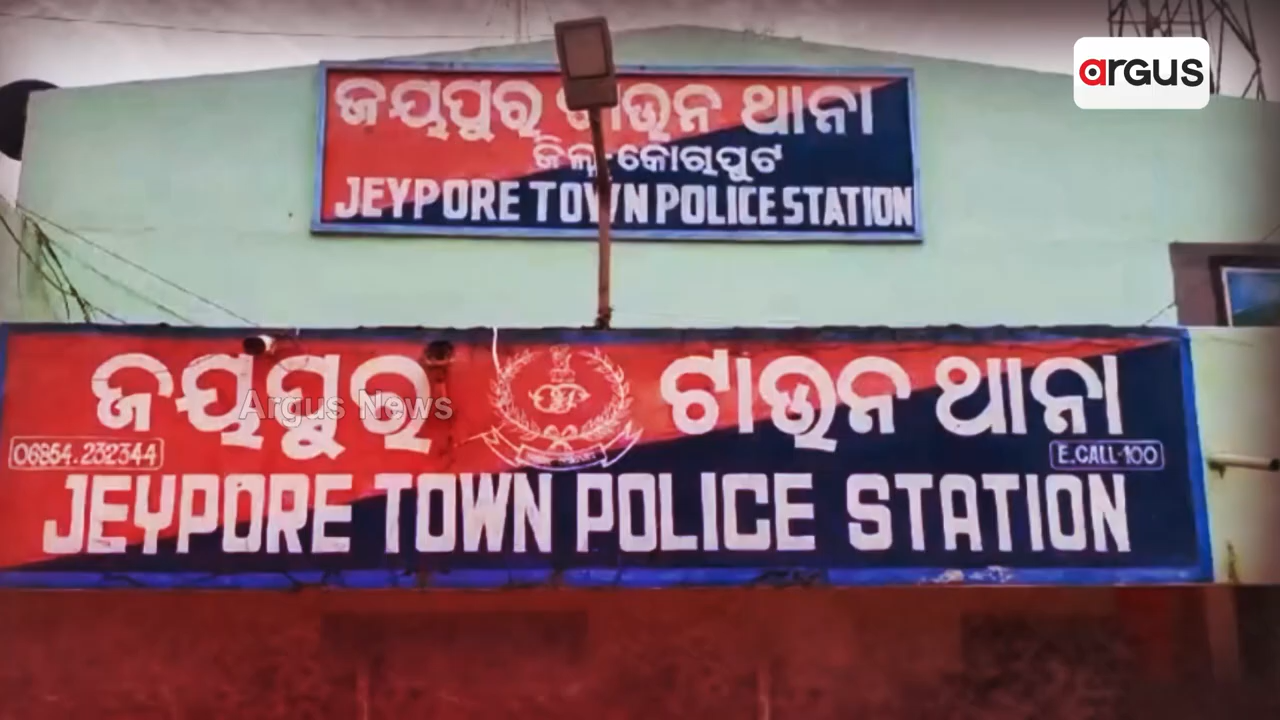 argus
ଜୟପୁର ଟାଉନ ଥାନା
ଜିଲ୍ଲା-କୋରାପୁଟ
JEYPORE TOWN POLICE STATION
ଜୟପୁର ଟାଉନ ଥାନା
Argus News
06854.232344
E.CALL-100
JEYPORE TOWN POLICE STATION